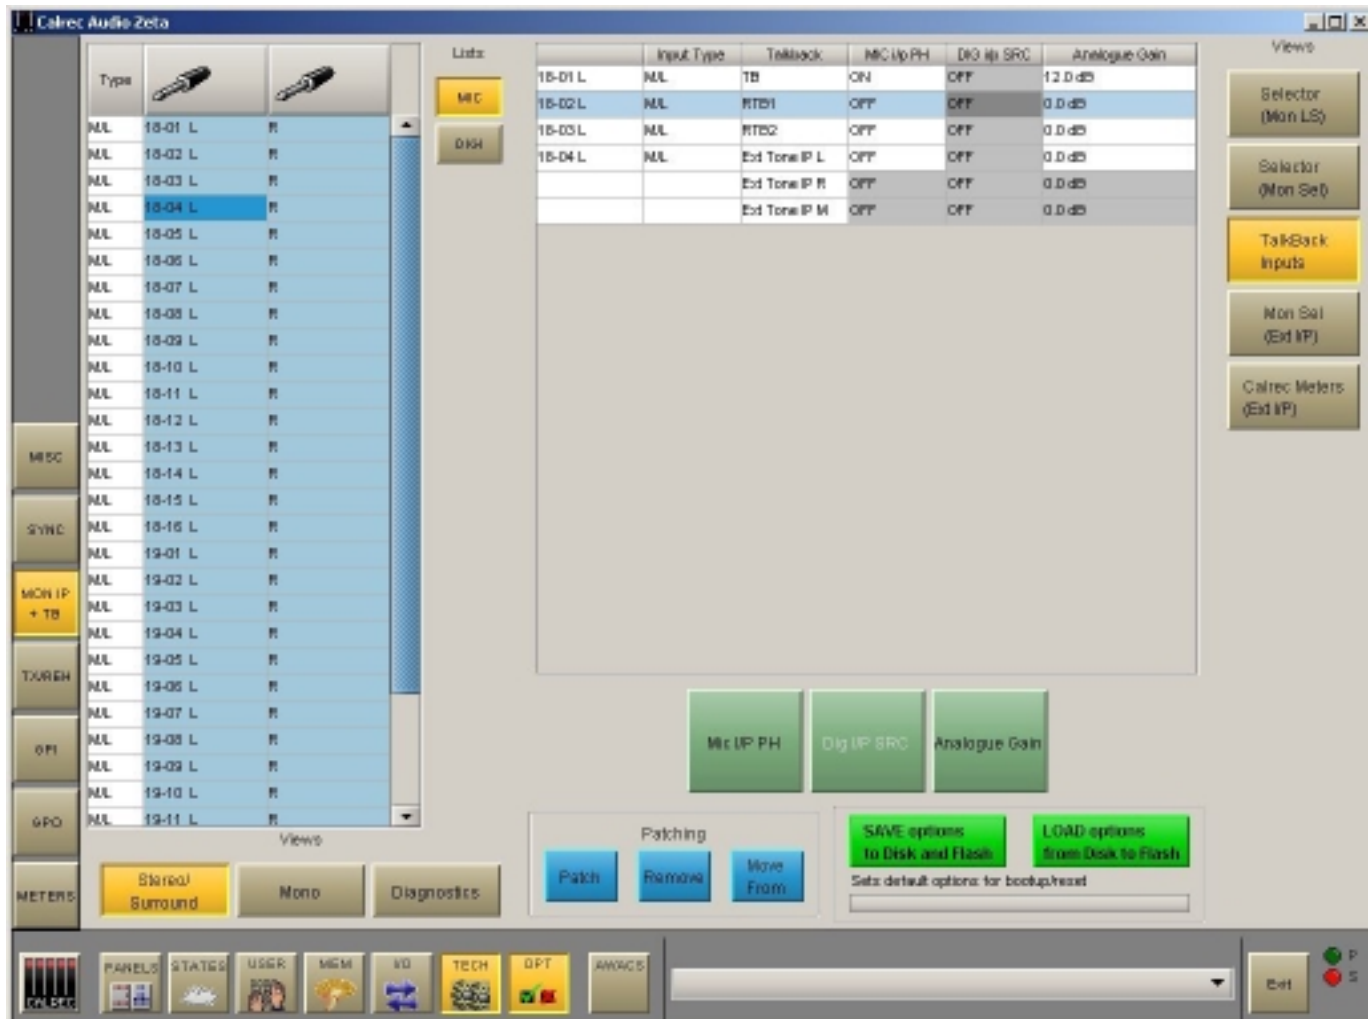 Calrec Audio Zeta
Type
M/L 18-01 L R
M/L 18-02 L R
M/L 18-03 L R
M/L 18-04 L R
M/L 18-05 L R
M/L 18-06 L R
M/L 18-07 L R
M/L 18-08 L R
M/L 18-09 L R
M/L 18-10 L R
M/L 18-11 L R
M/L 18-12 L R
M/L 18-13 L R
M/L 18-14 L R
M/L 18-15 L R
M/L 18-16 L R
M/L 19-01 L R
M/L 19-02 L R
M/L 19-03 L R
M/L 19-04 L R
M/L 19-05 L R
M/L 19-06 L R
M/L 19-07 L R
M/L 19-08 L R
M/L 19-09 L R
M/L 19-10 L R
M/L 19-11 L R
Views
Stereo/
Surround
Mono
Diagnostics
Lists
MIC
DIGI
Input Type Talkback MIC i/p PH DIG i/p SRC Analogue Gain
18-01 L M/L TB ON OFF 12.0 dB
18-02 L M/L RTB1 OFF OFF 0.0 dB
18-03 L M/L RTB2 OFF OFF 0.0 dB
18-04 L M/L Ext Tone IP L OFF OFF 0.0 dB
Ext Tone IP R OFF OFF 0.0 dB
Ext Tone IP M OFF OFF 0.0 dB
Mic I/P PH
Dig I/P SRC
Analogue Gain
Patching
Patch
Remove
Move
From
SAVE options
to Disk and Flash
LOAD options
from Disk to Flash
Sets default options for bootup/reset
Views
Selector
(Mon LS)
Selector
(Mon Sel)
TalkBack
Inputs
Mon Sel
(Ext I/P)
Calrec Meters
(Ext I/P)
MISC
SYNC
MON IP
+ TB
TX/REH
GPI
GPO
METERS
CALREC
PANELS
STATES
USER
MEM
I/O
TECH
OPT
AWACS
Exit
P
S